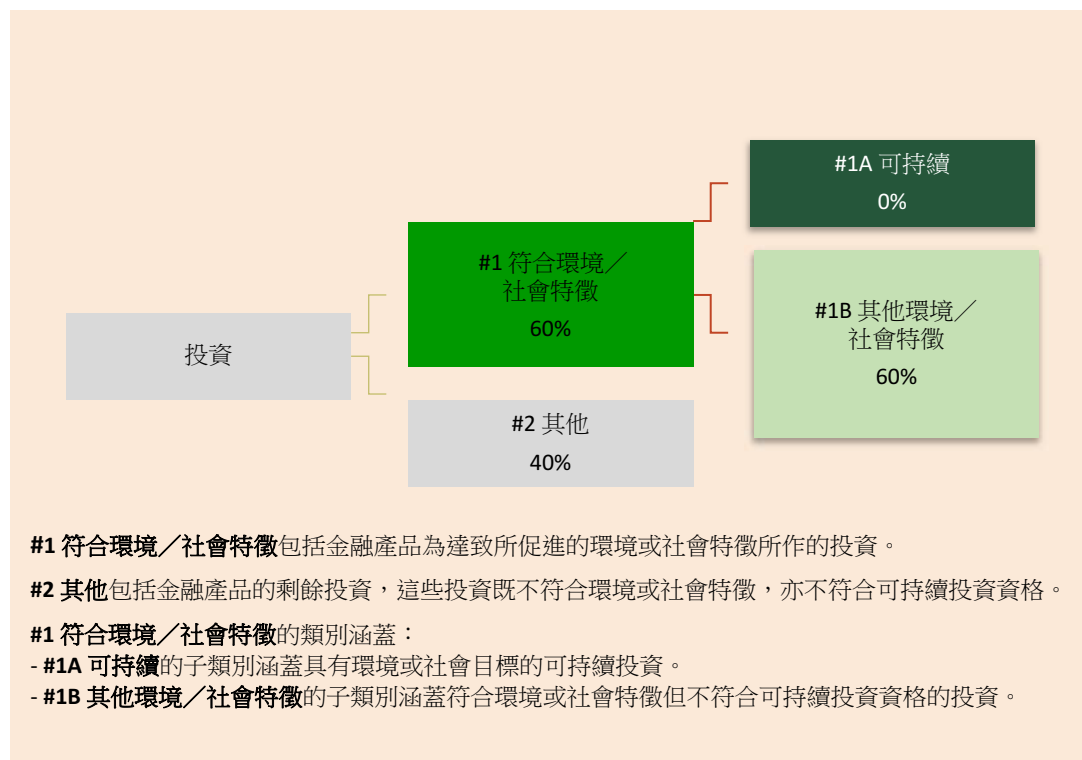 #1A 可持續
0%
#1 符合環境／
社會特徵
60%
#1B 其他環境／
社會特徵
60%
投資
#2 其他
40%
#1 符合環境／社會特徵包括金融產品為達致所促進的環境或社會特徵所作的投資。
#2 其他包括金融產品的剩餘投資，這些投資既不符合環境或社會特徵，亦不符合可持續投資資格。
#1 符合環境／社會特徵的類別涵蓋：
- #1A 可持續的子類別涵蓋具有環境或社會目標的可持續投資。
- #1B 其他環境／社會特徵的子類別涵蓋符合環境或社會特徵但不符合可持續投資資格的投資。